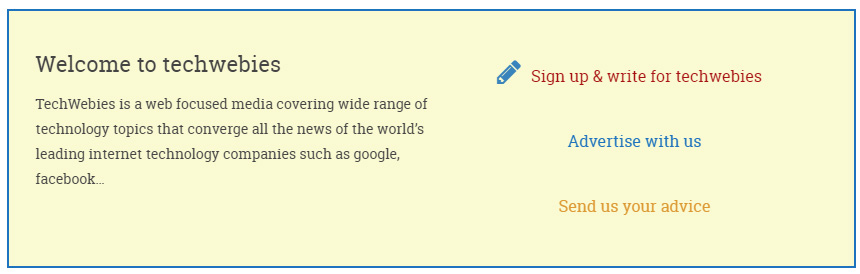 Welcome to techwebies
TechWebies is a web focused media covering wide range of
technology topics that converge all the news of the world’s
leading internet technology companies such as google,
facebook...
Sign up & write for techwebies
Advertise with us
Send us your advice